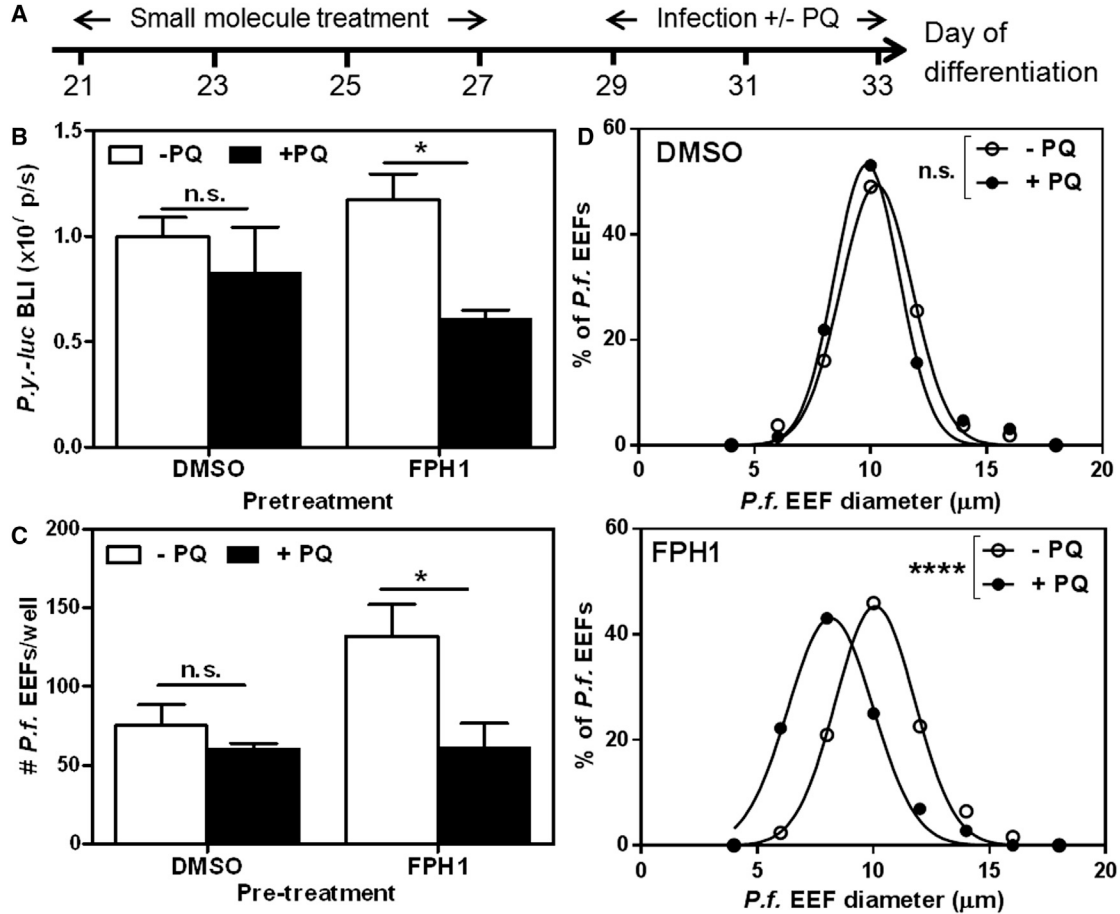 A
Small molecule treatment
Infection +/- PQ
21 23 25 27 29 31 33
Day of
differentiation
B
P.y.-luc BLI (x10⁷ p/s)
1.5
1.0
0.5
0.0
-PQ +PQ
n.s.
*
DMSO FPH1
Pretreatment
C
# P.f. EEFs/well
200
150
100
50
0
- PQ + PQ
n.s.
*
DMSO FPH1
Pre-treatment
D
DMSO
n.s.
- PQ
+ PQ
% of P.f. EEFs
60
40
20
0
0 5 10 15 20
P.f. EEF diameter (µm)
FPH1
****
- PQ
+ PQ
% of P.f. EEFs
60
40
20
0
5 10 15 20
P.f. EEF diameter (µm)